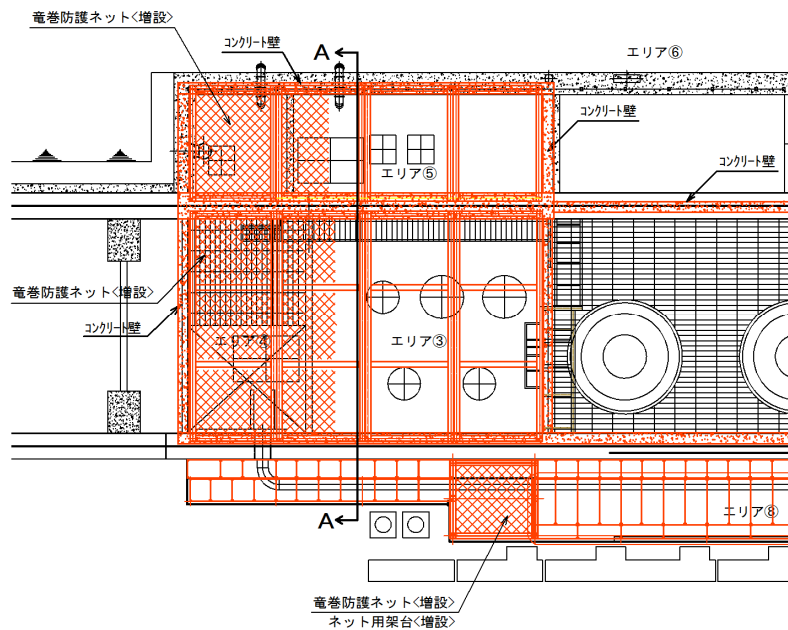 竜巻防護ネット<増設>
コンクリート壁
A
エリア⑥
コンクリート壁
コンクリート壁
エリア⑤
竜巻防護ネット<増設>
コンクリート壁
エリア④
エリア③
A
エリア⑧
竜巻防護ネット<増設>
ネット用架台<増設>